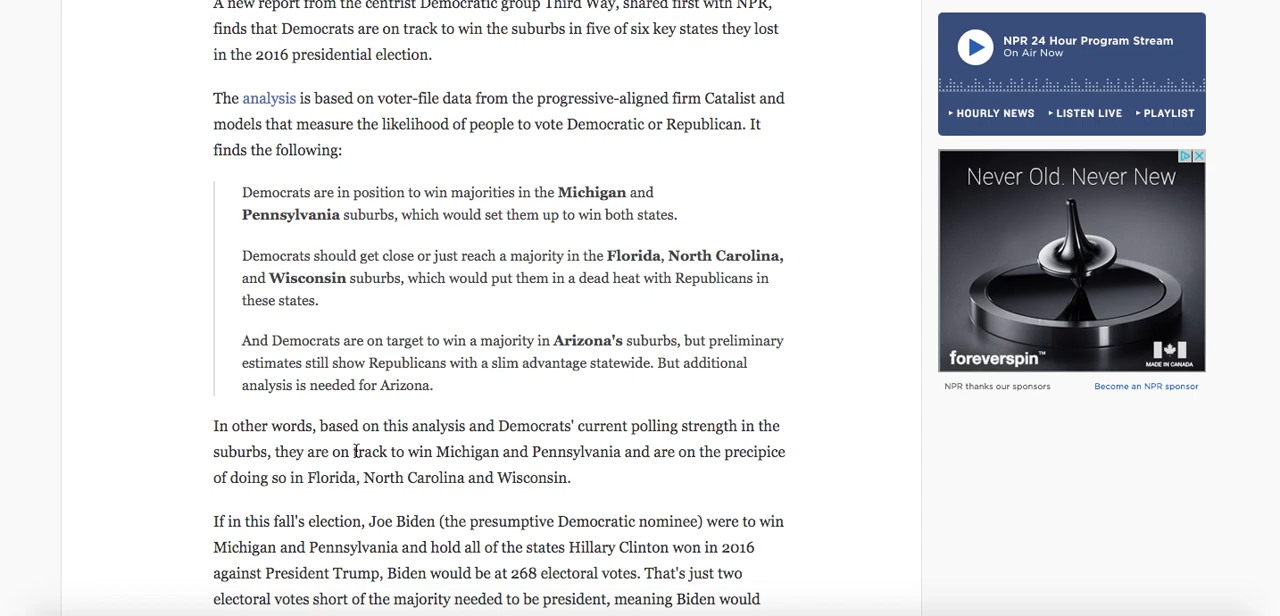 A new report from the centrist Democratic group Third Way, shared first with NPR,
finds that Democrats are on track to win the suburbs in five of six key states they lost
in the 2016 presidential election.
The analysis is based on voter-file data from the progressive-aligned firm Catalist and
models that measure the likelihood of people to vote Democratic or Republican. It
finds the following:
Democrats are in position to win majorities in the Michigan and
Pennsylvania suburbs, which would set them up to win both states.
Democrats should get close or just reach a majority in the Florida, North Carolina,
and Wisconsin suburbs, which would put them in a dead heat with Republicans in
these states.
And Democrats are on target to win a majority in Arizona's suburbs, but preliminary
estimates still show Republicans with a slim advantage statewide. But additional
analysis is needed for Arizona.
In other words, based on this analysis and Democrats' current polling strength in the
suburbs, they are on track to win Michigan and Pennsylvania and are on the precipice
of doing so in Florida, North Carolina and Wisconsin.
If in this fall's election, Joe Biden (the presumptive Democratic nominee) were to win
Michigan and Pennsylvania and hold all of the states Hillary Clinton won in 2016
against President Trump, Biden would be at 268 electoral votes. That's just two
electoral votes short of the majority needed to be president, meaning Biden would
NPR 24 Hour Program Stream
On Air Now
HOURLY NEWS LISTEN LIVE PLAYLIST
Never Old. Never New
foreverspin™
MADE IN CANADA
NPR thanks our sponsors Become an NPR sponsor